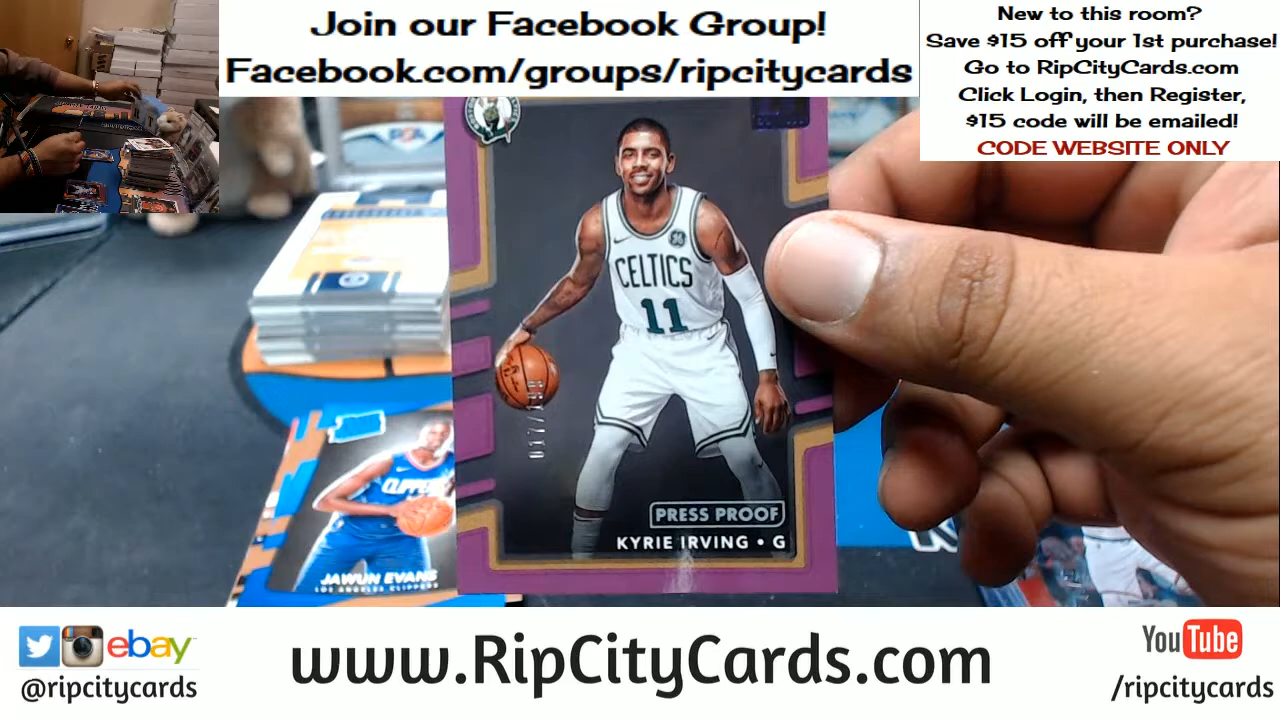 Join our Facebook Group!
Facebook.com/groups/ripcitycards
New to this room?
Save $15 off your 1st purchase!
Go to RipCityCards.com
Click Login, then Register,
$15 code will be emailed!
CODE WEBSITE ONLY
PSA
CELTICS
11
PRESS PROOF
KYRIE IRVING • G
CLIPPERS
JAWUN EVANS
LOS ANGELES CLIPPERS
ebay
@ripcitycards
www.RipCityCards.com
YouTube
/ripcitycards